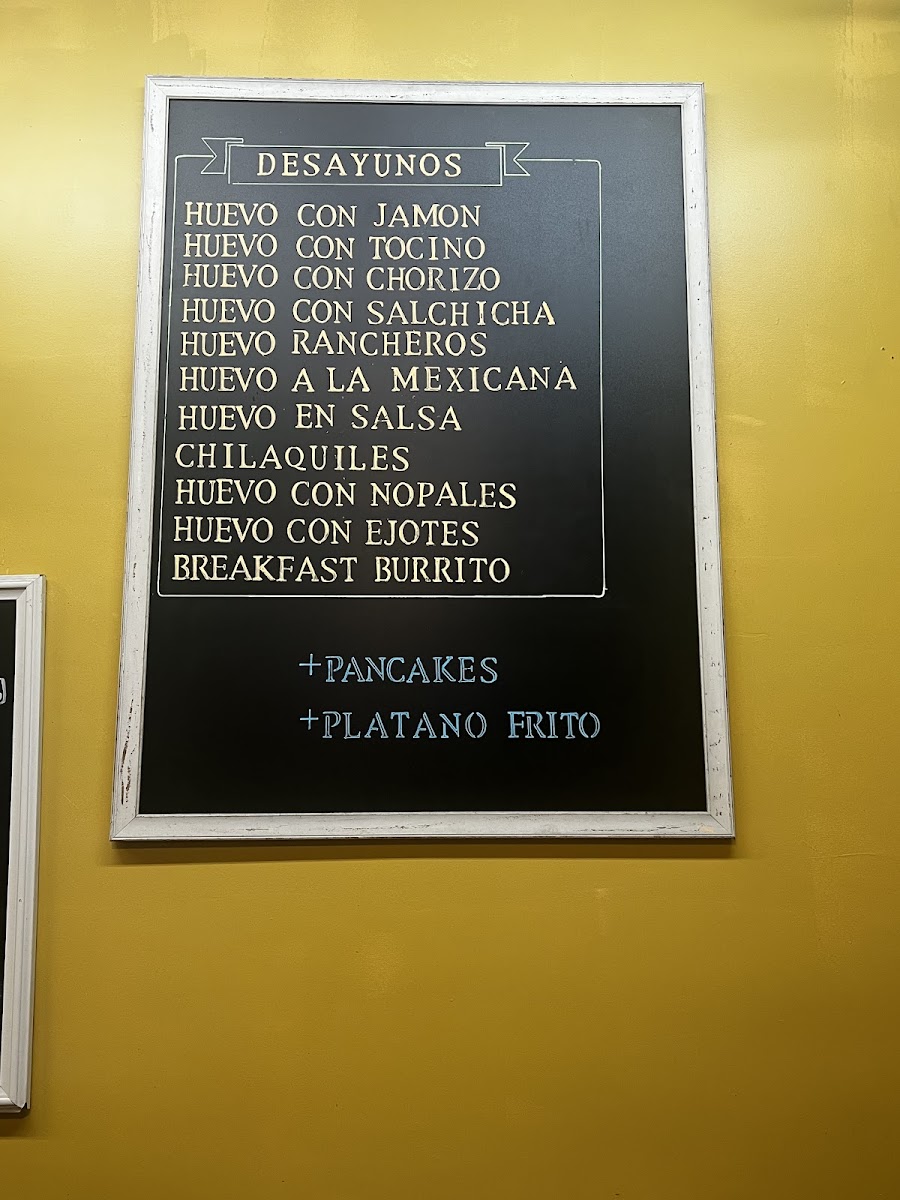 DESAYUNOS
HUEVO CON JAMON
HUEVO CON TOCINO
HUEVO CON CHORIZO
HUEVO CON SALCHICHA
HUEVO RANCHEROS
HUEVO A LA MEXICANA
HUEVO EN SALSA
CHILAQUILES
HUEVO CON NOPALES
HUEVO CON EJOTES
BREAKFAST BURRITO
+PANCAKES
+PLATANO FRITO